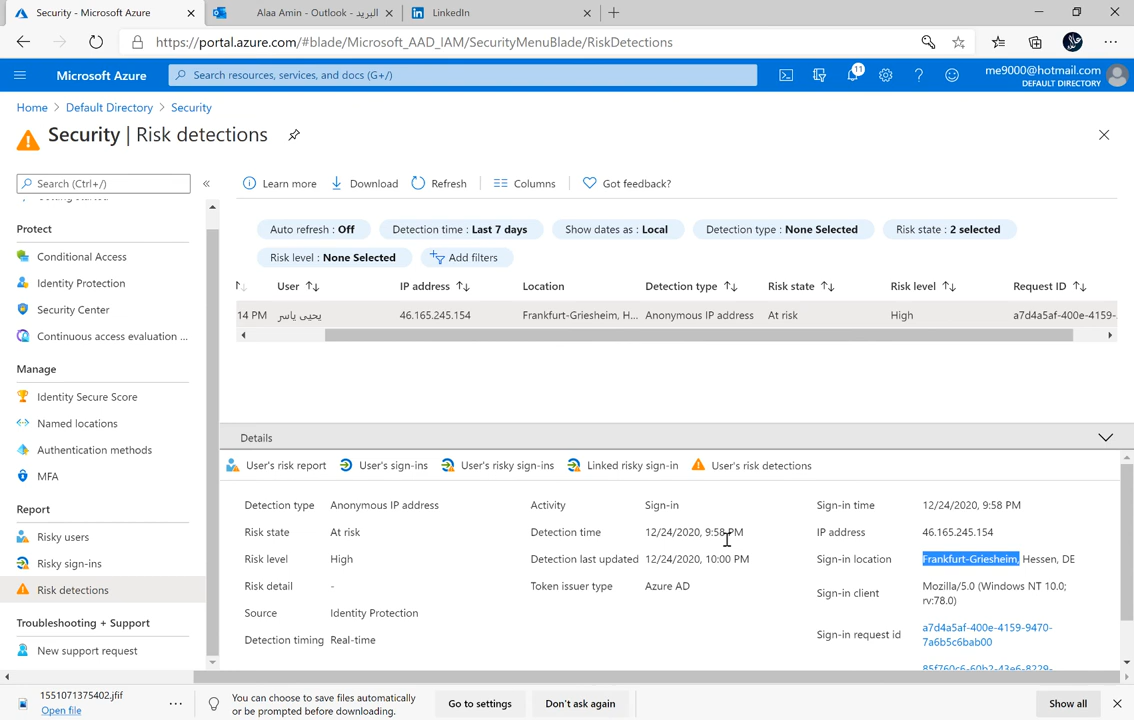 Security - Microsoft Azure
Alaa Amin - Outlook - البريد
LinkedIn
https://portal.azure.com/#blade/Microsoft_AAD_IAM/SecurityMenuBlade/RiskDetections
Microsoft Azure
Search resources, services, and docs (G+/)
11
me9000@hotmail.com
DEFAULT DIRECTORY
Home > Default Directory > Security
Security | Risk detections
Search (Ctrl+/)
Learn more
Download
Refresh
Columns
Got feedback?
Protect
Conditional Access
Identity Protection
Security Center
Continuous access evaluation ...
Manage
Identity Secure Score
Named locations
Authentication methods
MFA
Report
Risky users
Risky sign-ins
Risk detections
Troubleshooting + Support
New support request
Auto refresh : Off
Detection time : Last 7 days
Show dates as : Local
Detection type : None Selected
Risk state : 2 selected
Risk level : None Selected
Add filters
User IP address Location Detection type Risk state Risk level Request ID
14 PM يحيى ياسر 46.165.245.154 Frankfurt-Griesheim, H... Anonymous IP address At risk High a7d4a5af-400e-4159-
Details
User's risk report
User's sign-ins
User's risky sign-ins
Linked risky sign-in
User's risk detections
Detection type Anonymous IP address
Risk state At risk
Risk level High
Risk detail -
Source Identity Protection
Detection timing Real-time
Activity Sign-in
Detection time 12/24/2020, 9:58 PM
Detection last updated 12/24/2020, 10:00 PM
Token issuer type Azure AD
Sign-in time 12/24/2020, 9:58 PM
IP address 46.165.245.154
Sign-in location Frankfurt-Griesheim, Hessen, DE
Sign-in client Mozilla/5.0 (Windows NT 10.0;
rv:78.0)
Sign-in request id a7d4a5af-400e-4159-9470-
7a6b5c6bab00
85f760c6-60b2-43e6-8229-
1551071375402.jfif
Open file
You can choose to save files automatically
or be prompted before downloading.
Go to settings
Don't ask again
Show all